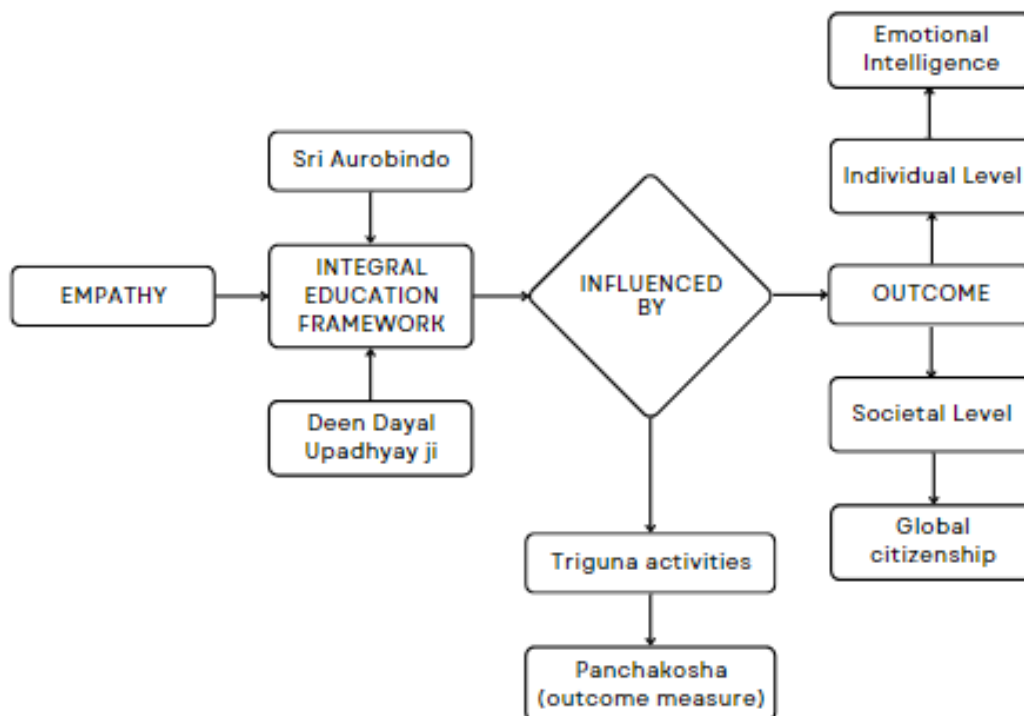 Emotional
Intelligence
Sri Aurobindo
Individual Level
EMPATHY
INTEGRAL
EDUCATION
FRAMEWORK
INFLUENCED
BY
OUTCOME
Deen Dayal
Upadhyay ji
Societal Level
Global
citizenship
Triguna activities
Panchakosha
(outcome measure)